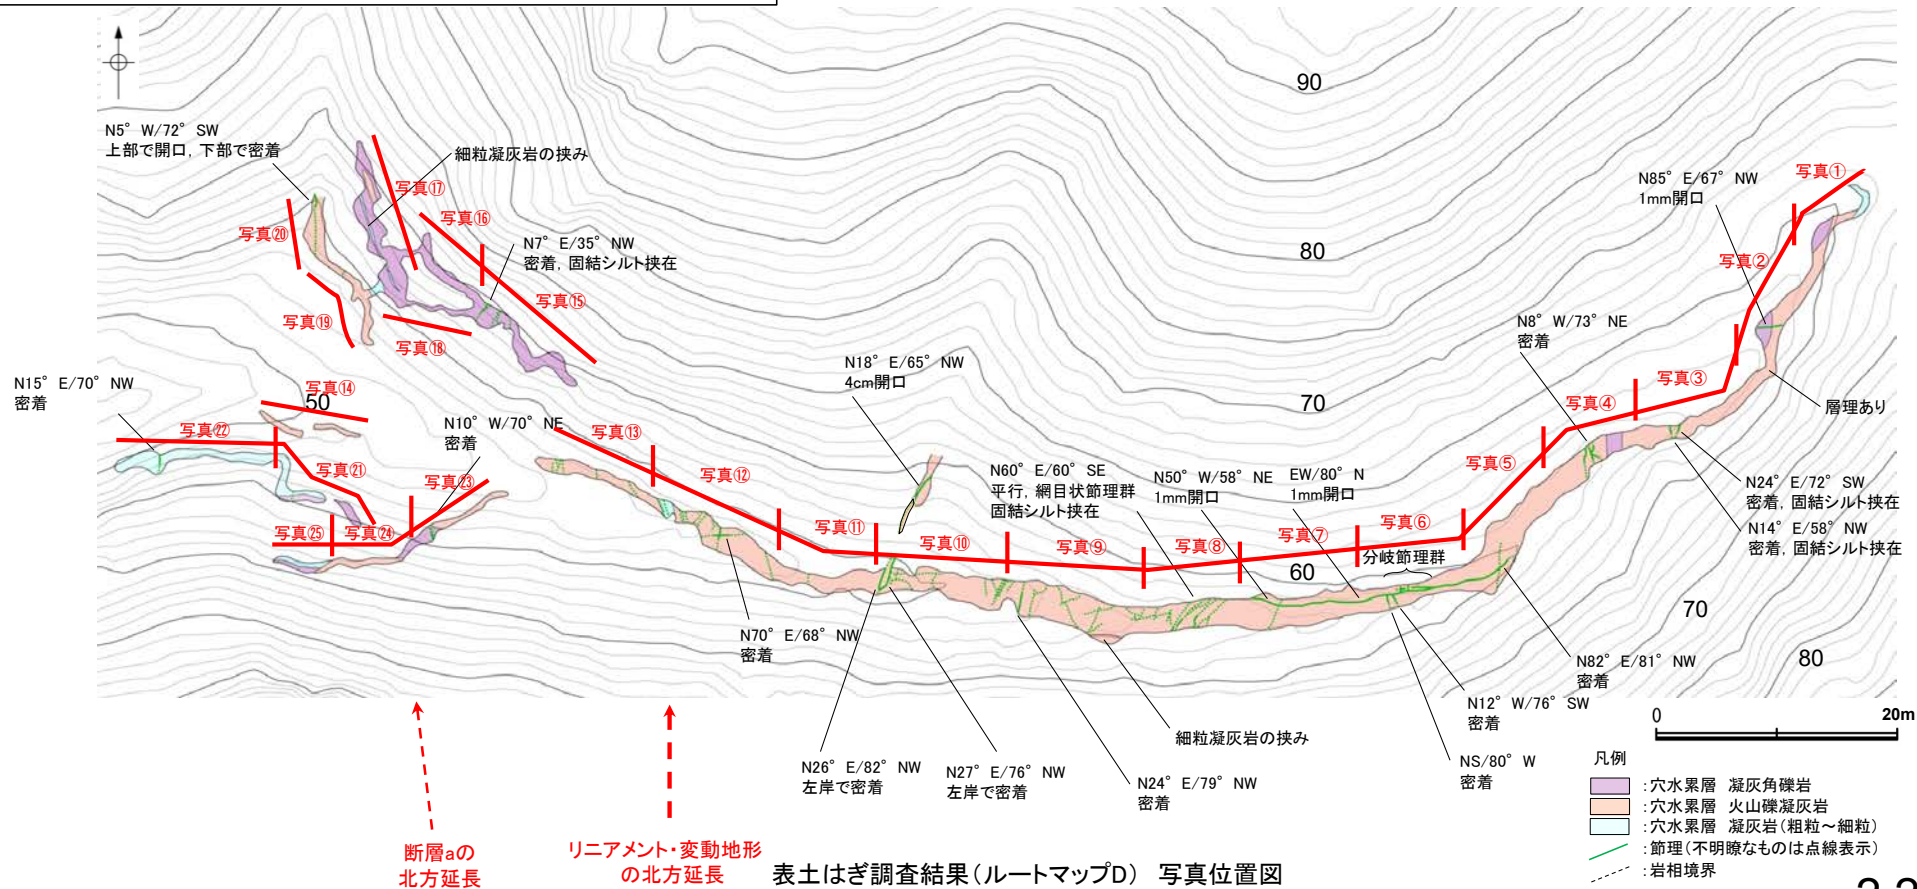 90
N5° W/72° SW
上部で開口，下部で密着
細粒凝灰岩の挟み
写真⑰
写真⑯
写真⑳
N7° E/35° NW
密着，固結シルト挟在
写真⑮
写真⑲
写真⑱
80
写真①
N85° E/67° NW
1mm開口
写真②
N8° W/73° NE
密着
写真③
写真④
層理あり
N18° E/65° NW
4cm開口
70
N15° E/70° NW
密着
写真⑭
50
写真㉒
N10° W/70° NE
密着
写真⑬
写真⑫
写真㉑
写真㉓
N60° E/60° SE
平行，網目状節理群
固結シルト挟在
N50° W/58° NE
1mm開口
EW/80° N
1mm開口
写真⑤
N24° E/72° SW
密着，固結シルト挟在
N14° E/58° NW
密着，固結シルト挟在
写真㉕
写真㉔
写真⑪
写真⑩
写真⑨
写真⑧
写真⑦
写真⑥
分岐節理群
60
70
80
N70° E/68° NW
密着
N82° E/81° NW
密着
N12° W/76° SW
密着
NS/80° W
密着
細粒凝灰岩の挟み
N26° E/82° NW
左岸で密着
N27° E/76° NW
左岸で密着
N24° E/79° NW
密着
0
20m
凡例
：穴水累層　凝灰角礫岩
：穴水累層　火山礫凝灰岩
：穴水累層　凝灰岩（粗粒～細粒）
：節理（不明瞭なものは点線表示）
：岩相境界
断層aの
北方延長
リニアメント・変動地形
の北方延長
表土はぎ調査結果（ルートマップD）　写真位置図